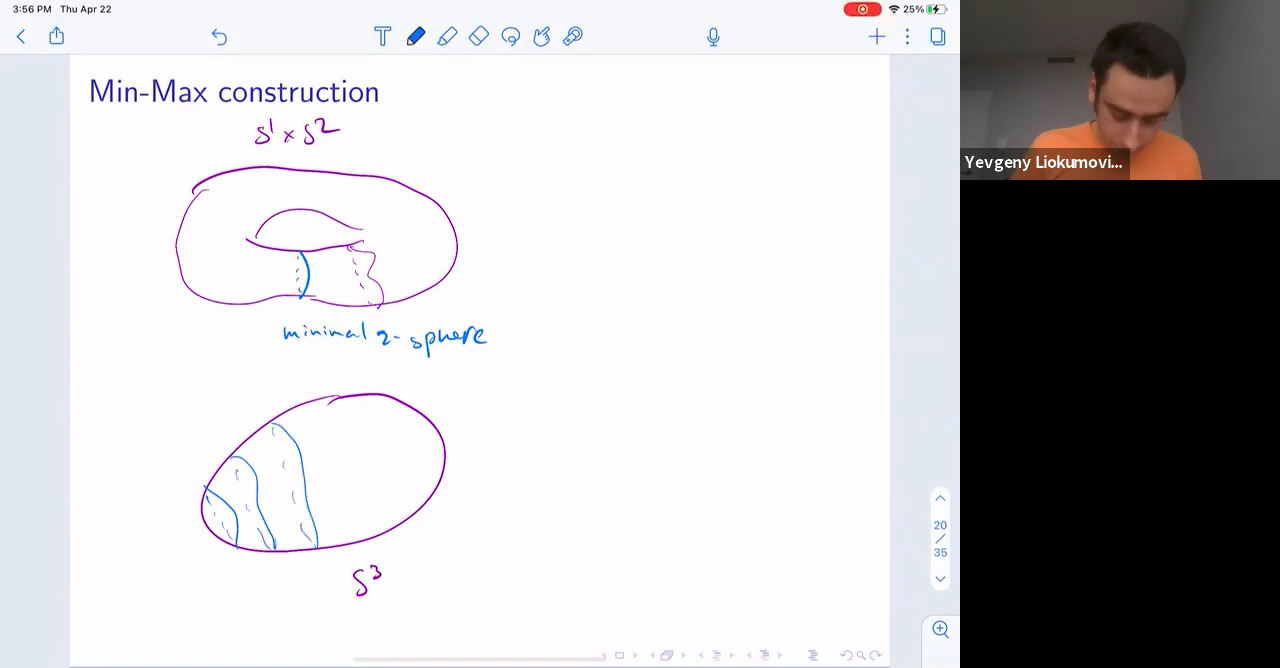 3:56 PM Thu Apr 22
25%
Min-Max construction
S¹ × S²
minimal 2-sphere
S³
20
/
35
Yevgeny Liokumovi...